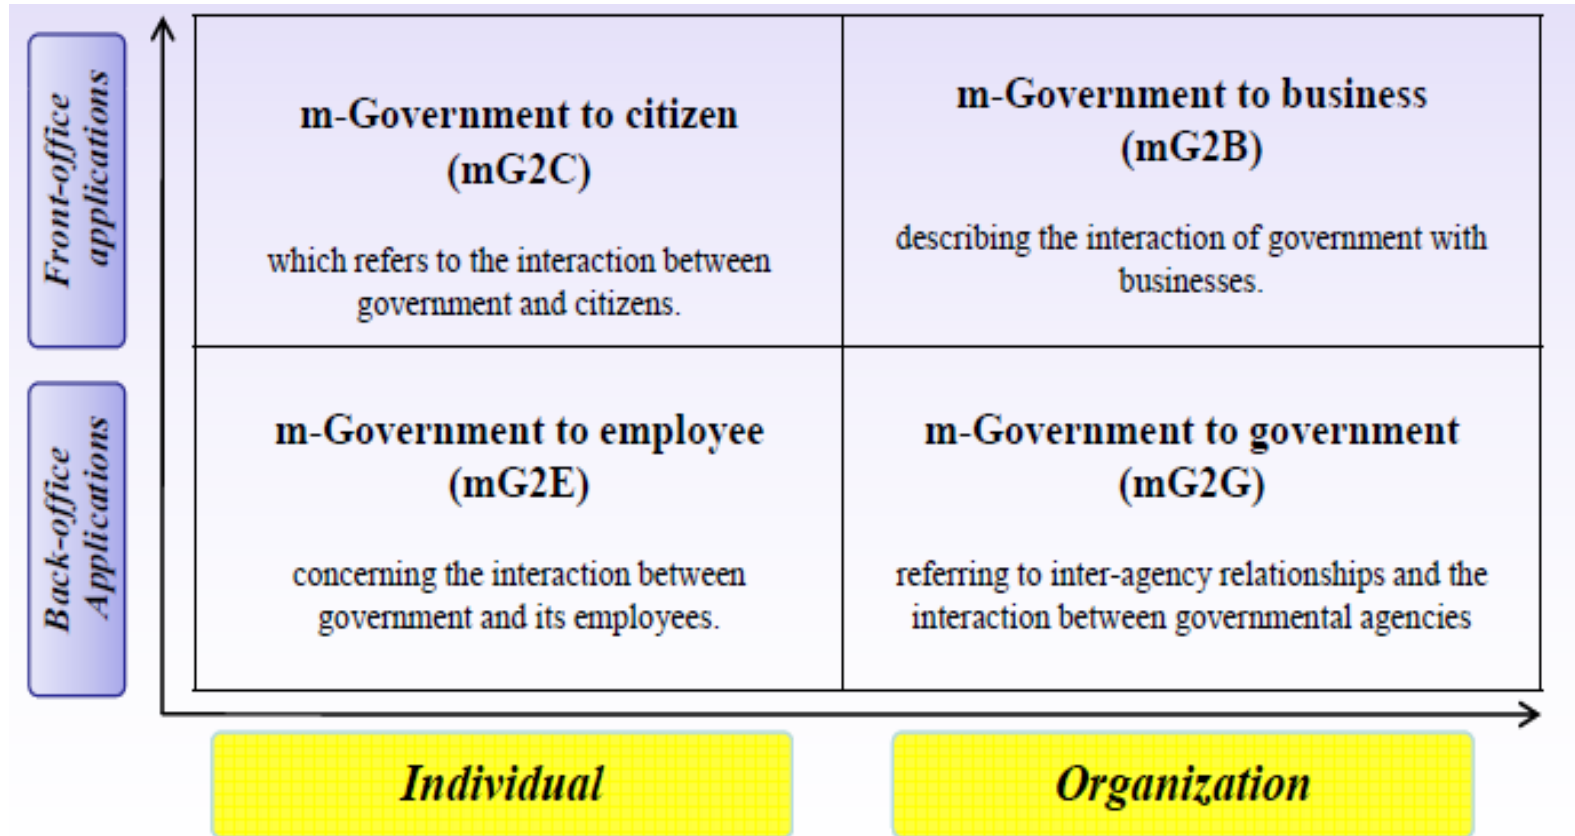 Front-office
applications
m-Government to citizen
(mG2C)
which refers to the interaction between
government and citizens.
m-Government to business
(mG2B)
describing the interaction of government with
businesses.
Back-office
Applications
m-Government to employee
(mG2E)
concerning the interaction between
government and its employees.
m-Government to government
(mG2G)
referring to inter-agency relationships and the
interaction between governmental agencies
Individual
Organization